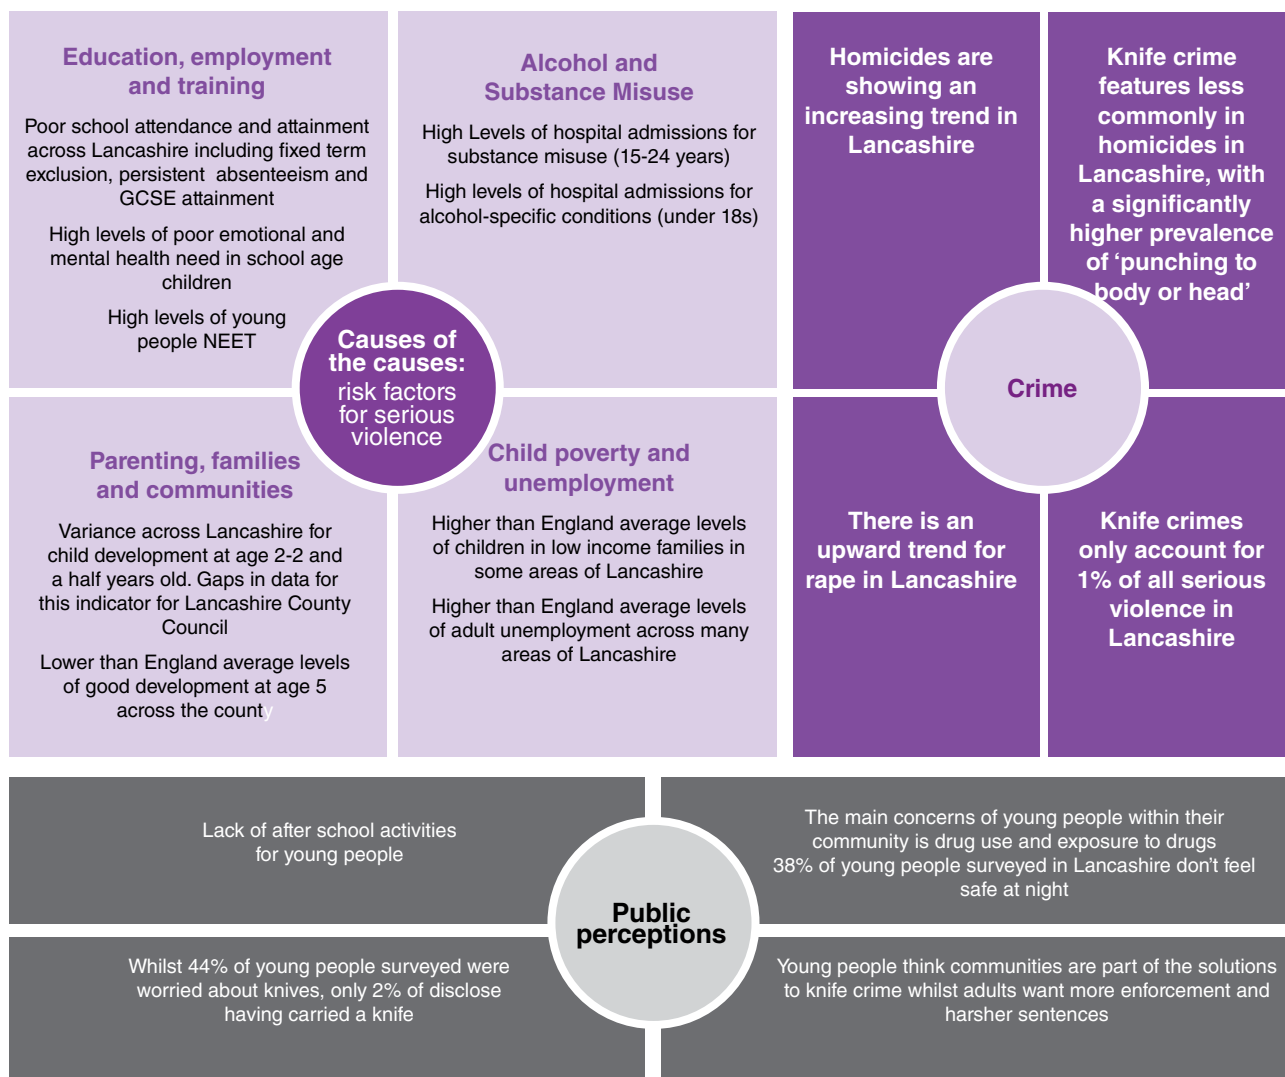 Education, employment
and training
Poor school attendance and attainment
across Lancashire including fixed term
exclusion, persistent absenteeism and
GCSE attainment
High levels of poor emotional and
mental health need in school age
children
High levels of young
people NEET
Alcohol and
Substance Misuse
High Levels of hospital admissions for
substance misuse (15-24 years)
High levels of hospital admissions for
alcohol-specific conditions (under 18s)
Causes of
the causes:
risk factors
for serious
violence
Parenting, families
and communities
Variance across Lancashire for
child development at age 2-2 and
a half years old. Gaps in data for
this indicator for Lancashire County
Council
Lower than England average levels
of good development at age 5
across the county
Child poverty and
unemployment
Higher than England average levels
of children in low income families in
some areas of Lancashire
Higher than England average levels
of adult unemployment across many
areas of Lancashire
Homicides are
showing an
increasing trend in
Lancashire
Knife crime
features less
commonly in
homicides in
Lancashire, with
a significantly
higher prevalence
of ‘punching to
body or head’
Crime
There is an
upward trend for
rape in Lancashire
Knife crimes
only account for
1% of all serious
violence in
Lancashire
Lack of after school activities
for young people
The main concerns of young people within their
community is drug use and exposure to drugs
38% of young people surveyed in Lancashire don’t feel
safe at night
Public
perceptions
Whilst 44% of young people surveyed were
worried about knives, only 2% of disclose
having carried a knife
Young people think communities are part of the solutions
to knife crime whilst adults want more enforcement and
harsher sentences